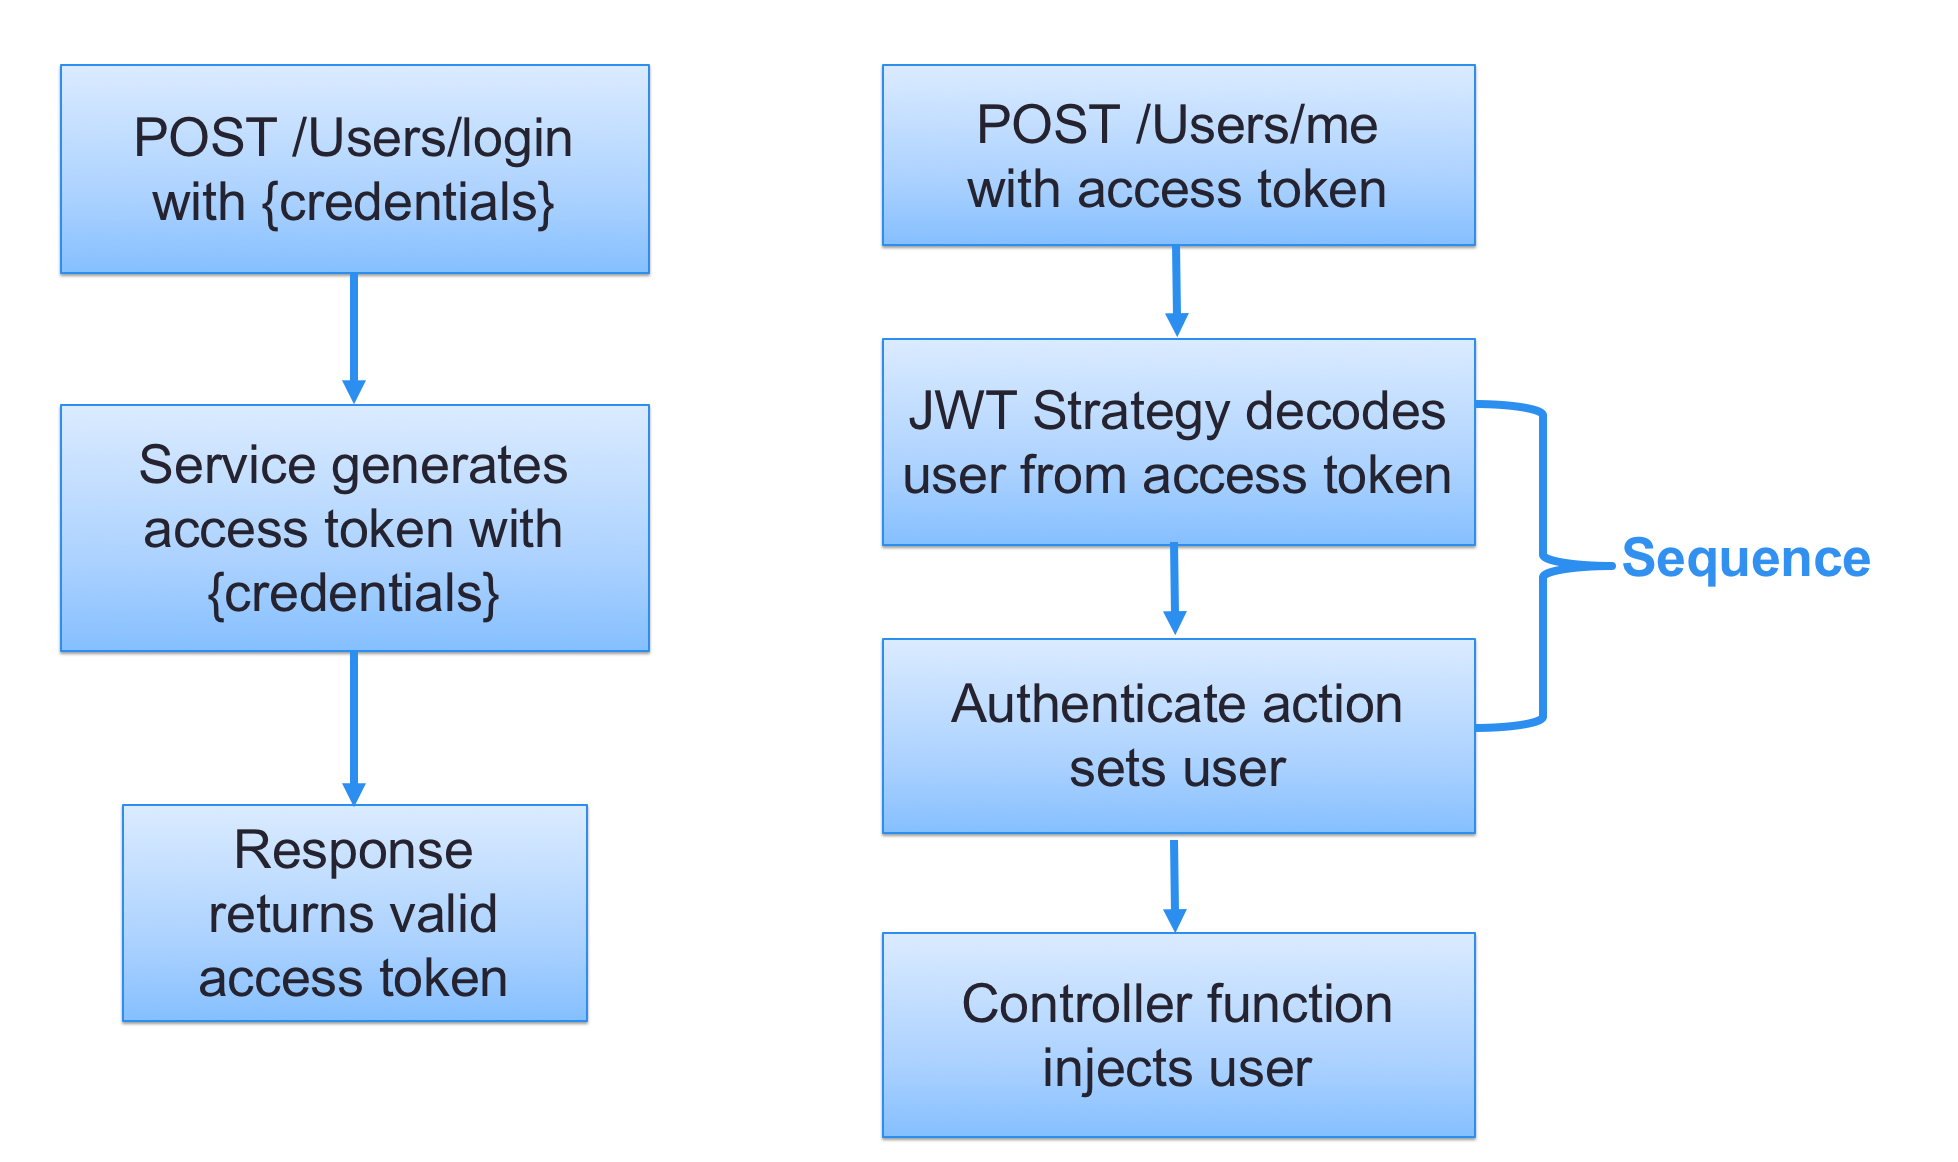 POST /Users/login
with {credentials}
Service generates
access token with
{credentials}
Response
returns valid
access token
POST /Users/me
with access token
JWT Strategy decodes
user from access token
Authenticate action
sets user
Controller function
injects user
Sequence